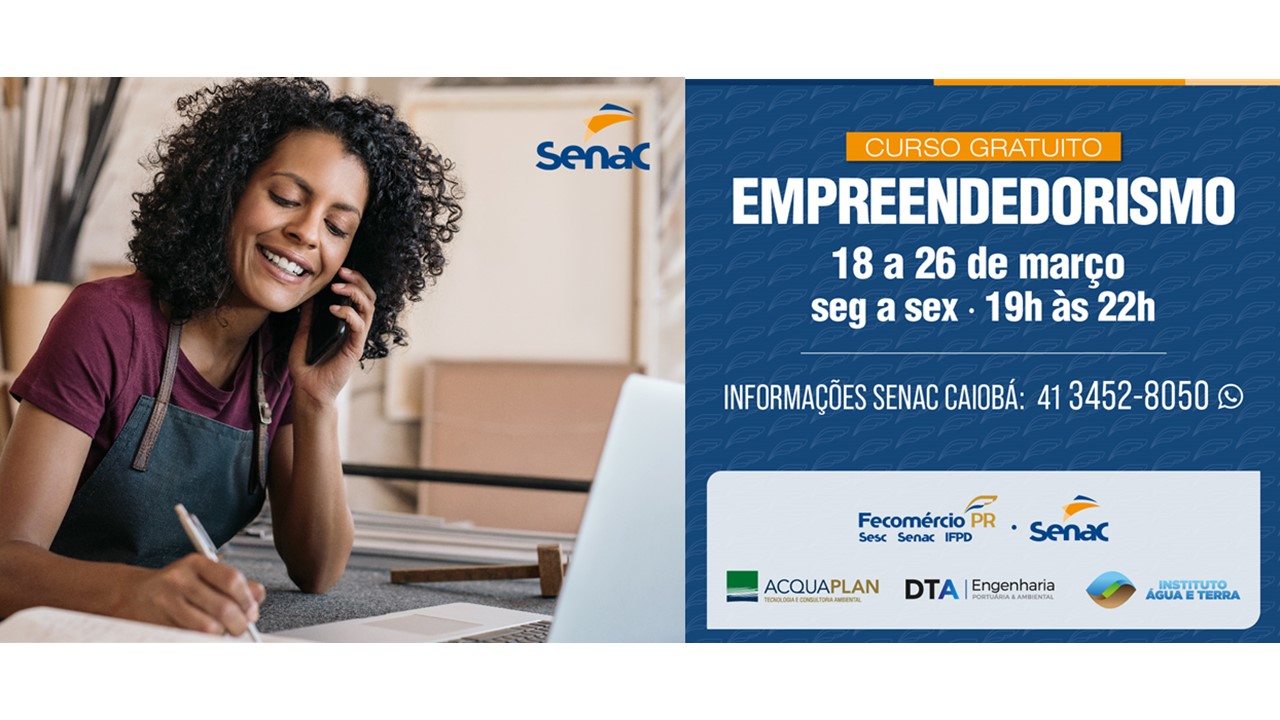 Senac
CURSO GRATUITO
EMPREENDEDORISMO
18 a 26 de março
seg a sex · 19h às 22h
INFORMAÇÕES SENAC CAIOBÁ: 41 3452-8050
Fecomércio PR · Senac
Sesc Senac IFPD
ACQUAPLAN
TECNOLOGIA E CONSULTORIA AMBIENTAL
DTA | Engenharia
PORTUÁRIA & AMBIENTAL
INSTITUTO
ÁGUA E TERRA